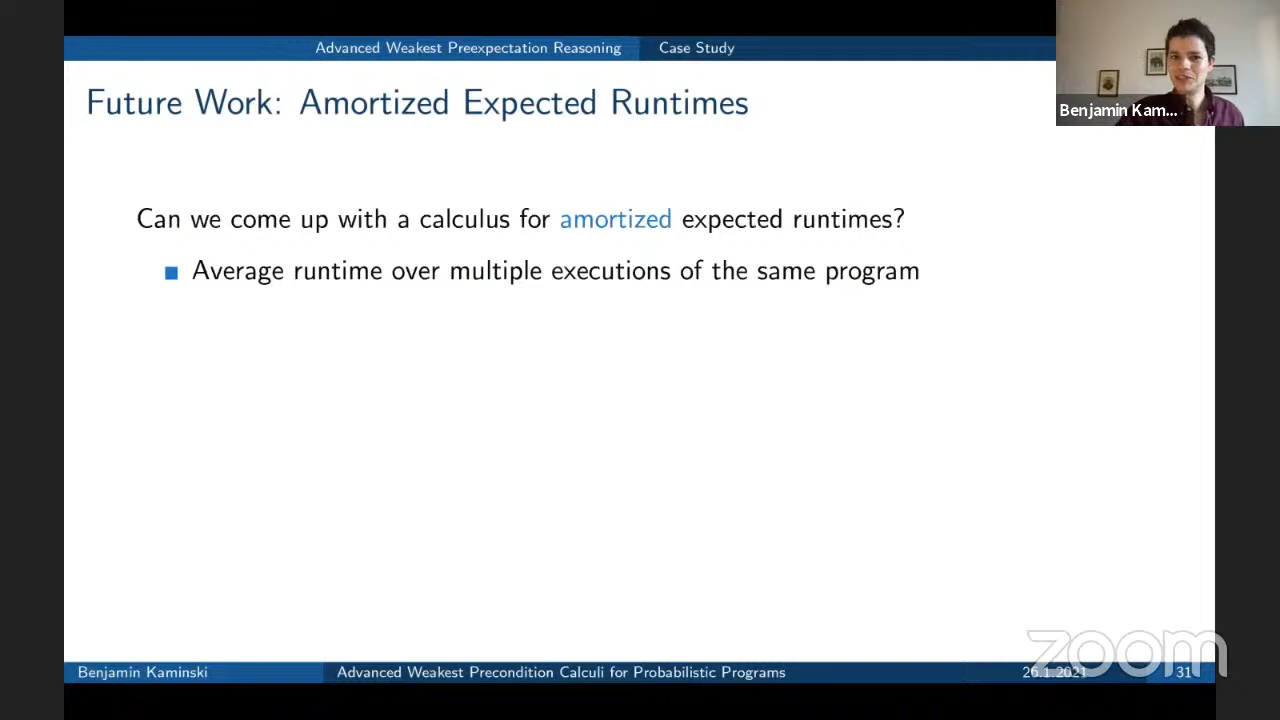 Advanced Weakest Preexpectation Reasoning Case Study
Benjamin Kam...
Future Work: Amortized Expected Runtimes
Can we come up with a calculus for amortized expected runtimes?
Average runtime over multiple executions of the same program
zoom
Benjamin Kaminski Advanced Weakest Precondition Calculi for Probabilistic Programs 26.1.2021 31